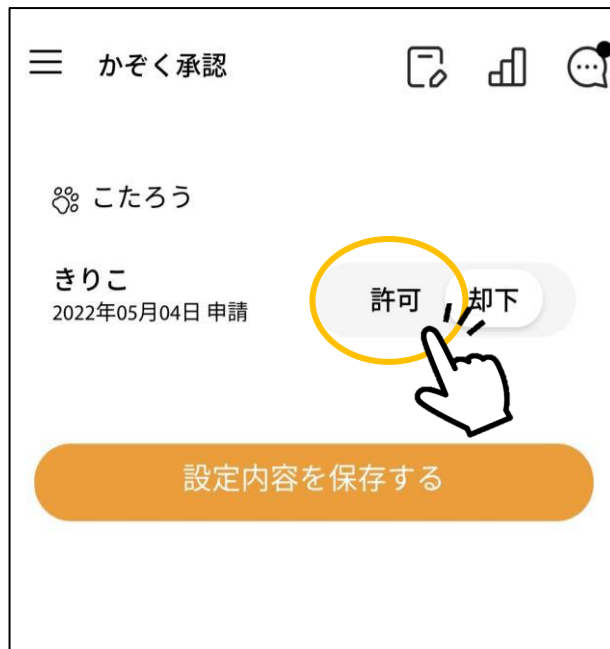 かぞく承認
こたろう
きりこ
2022年05月04日 申請
許可 却下
設定内容を保存する